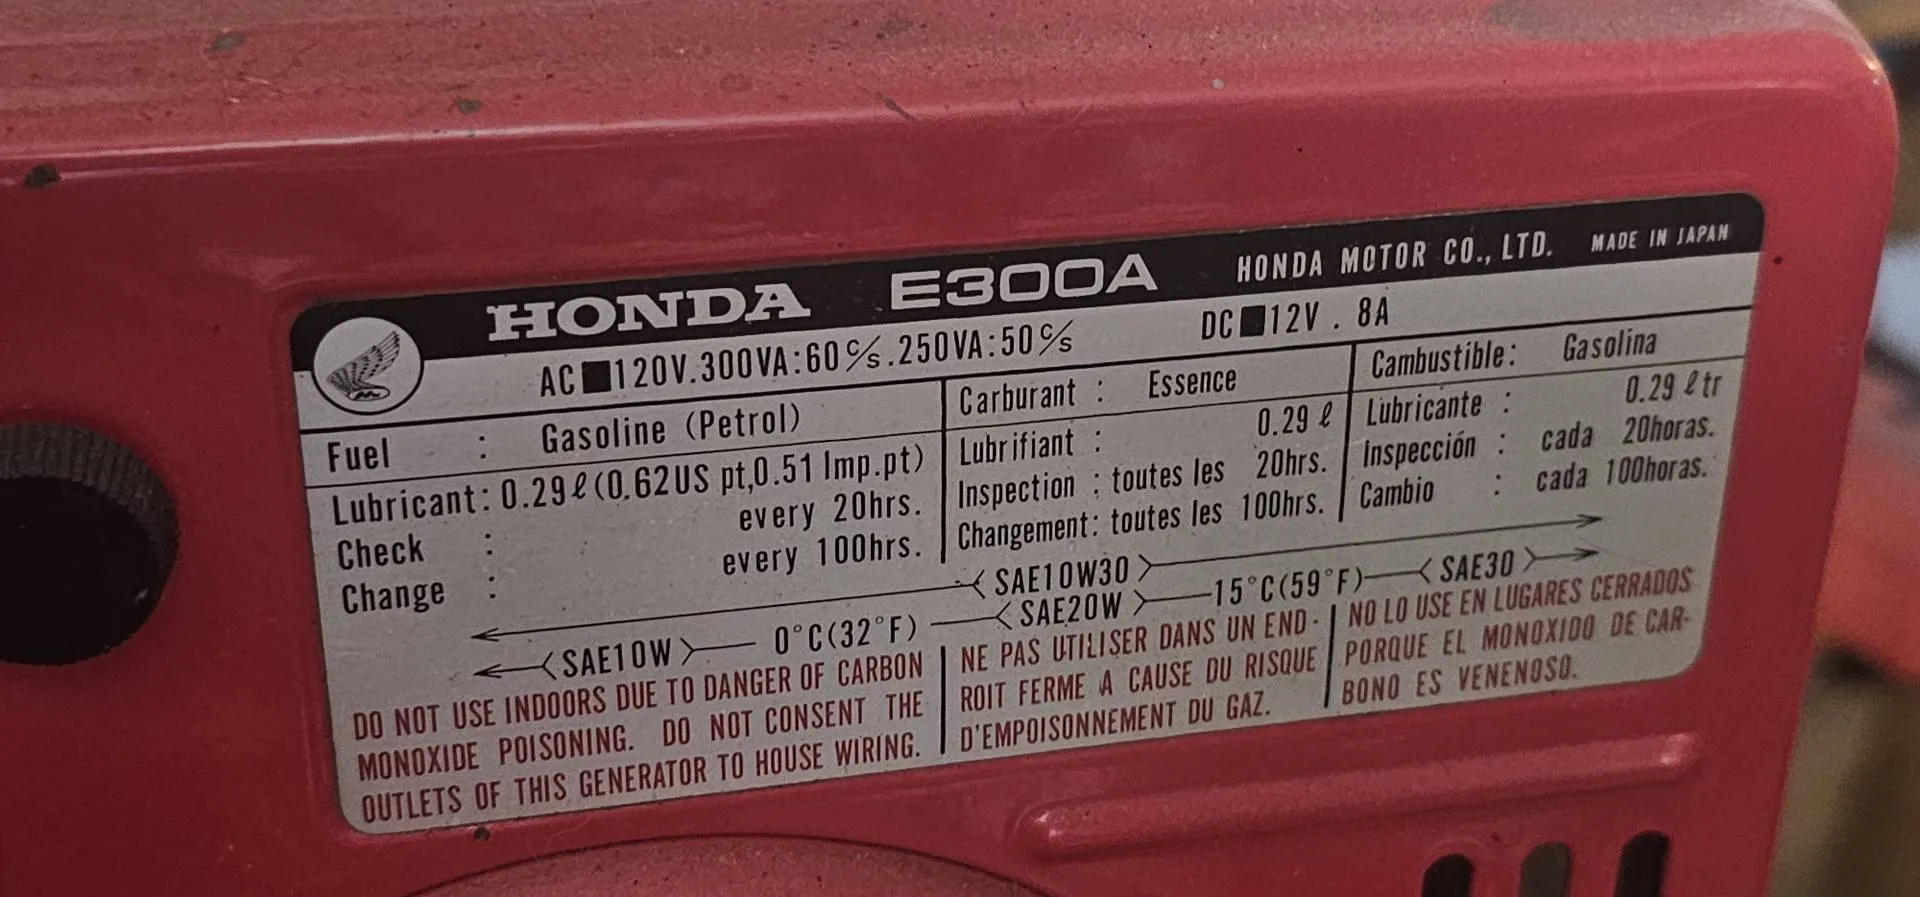 HONDA E300A HONDA MOTOR CO., LTD. MADE IN JAPAN
AC■120V.300VA:60c/s.250VA:50c/s DC■12V . 8A
Fuel : Gasoline (Petrol)
Lubricant: 0.29ℓ(0.62US pt,0.51 Imp.pt)
Check : every 20hrs.
Change : every 100hrs.
Carburant : Essence
Lubrifiant : 0.29 ℓ
Inspection : toutes les 20hrs.
Changement: toutes les 100hrs.
Cambustible: Gasolina
Lubricante : 0.29 ℓtr
Inspección : cada 20horas.
Cambio : cada 100horas.
SAE10W30
SAE10W 0°C(32°F) SAE20W 15°C(59°F) SAE30
DO NOT USE INDOORS DUE TO DANGER OF CARBON
MONOXIDE POISONING. DO NOT CONSENT THE
OUTLETS OF THIS GENERATOR TO HOUSE WIRING.
NE PAS UTILISER DANS UN END-
ROIT FERME A CAUSE DU RISQUE
D'EMPOISONNEMENT DU GAZ.
NO LO USE EN LUGARES CERRADOS
PORQUE EL MONOXIDO DE CAR-
BONO ES VENENOSO.